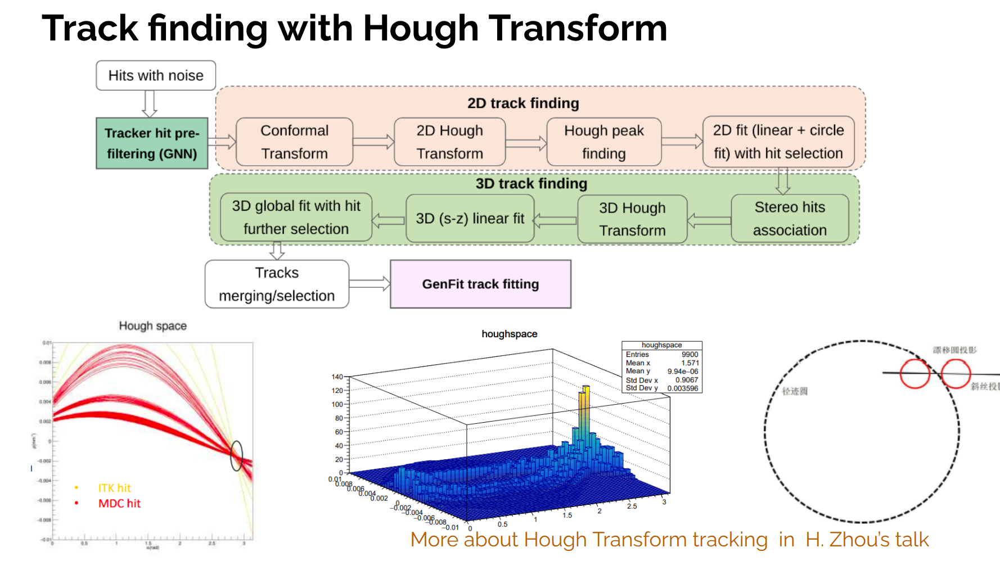 Track finding with Hough Transform
Hits with noise
Tracker hit pre-
filtering (GNN)
2D track finding
Conformal
Transform
2D Hough
Transform
Hough peak
finding
2D fit (linear + circle
fit) with hit selection
3D track finding
3D global fit with hit
further selection
3D (s-z) linear fit
3D Hough
Transform
Stereo hits
association
Tracks
merging/selection
GenFit track fitting
Hough space
0.01
0.008
0.006
0.004
0.002
0
-0.002
-0.004
-0.006
-0.008
-0.01
0
0.5
1
1.5
2
2.5
3
α(rad)
ITK hit
MDC hit
houghspace
houghspace
Entries 9900
Mean x 1.571
Mean y 9.94e−06
Std Dev x 0.9067
Std Dev y 0.003596
140
120
100
80
60
40
20
0
0.01
0.008
0.006
0.004
0.002
0
−0.002
−0.004
−0.006
−0.008
−0.01
0
0.5
1
1.5
2
2.5
3
漂移圆投影
径迹圆
斜丝投影
More about Hough Transform tracking in H. Zhou's talk